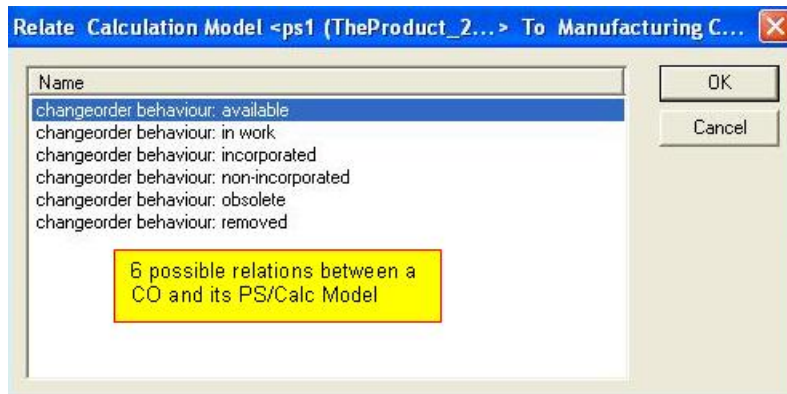 Relate Calculation Model <ps1 (TheProduct_2...> To Manufacturing C...
Name
OK
changeorder behaviour: available
Cancel
changeorder behaviour: in work
changeorder behaviour: incorporated
changeorder behaviour: non-incorporated
changeorder behaviour: obsolete
changeorder behaviour: removed
6 possible relations between a
CO and its PS/Calc Model